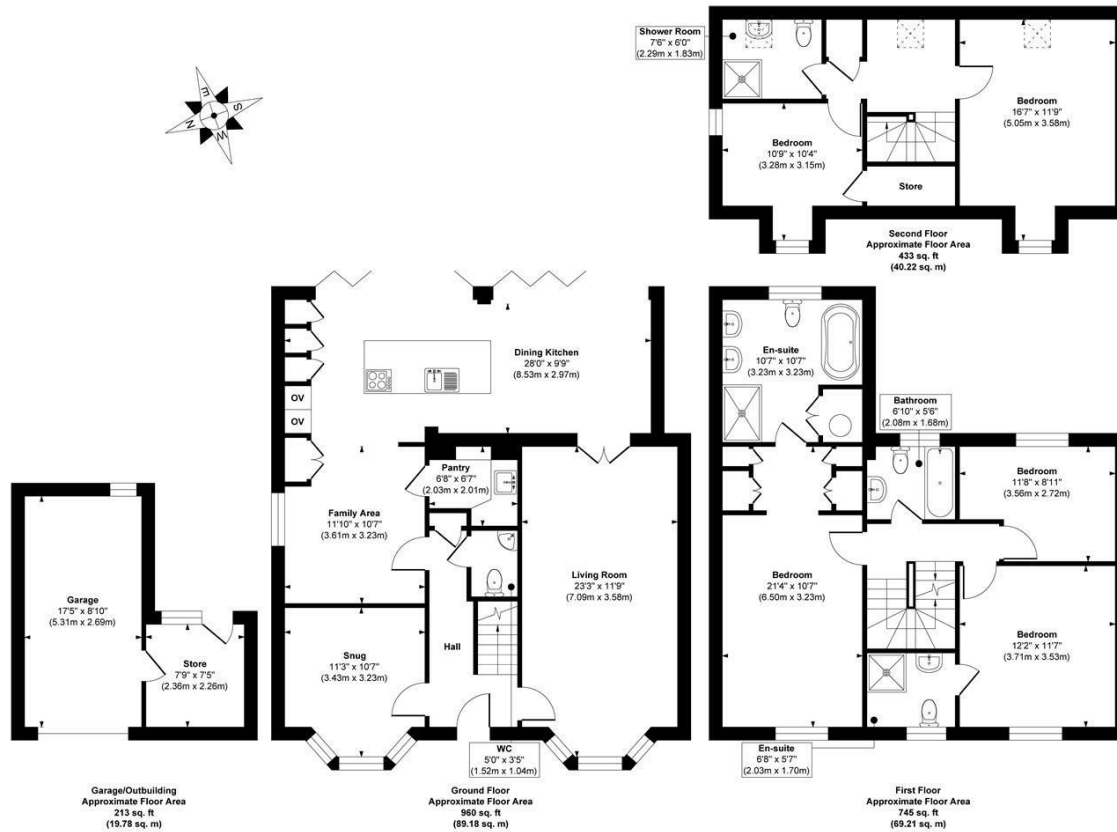 Shower Room
7'6" x 6'0"
(2.29m x 1.83m)
Bedroom
16'7" x 11'9"
(5.05m x 3.58m)
Bedroom
10'9" x 10'4"
(3.28m x 3.15m)
Store
Second Floor
Approximate Floor Area
433 sq. ft
(40.22 sq. m)
E
S
N
W
Dining Kitchen
28'0" x 9'9"
(8.53m x 2.97m)
OV
OV
Pantry
6'8" x 6'7"
(2.03m x 2.01m)
Family Area
11'10" x 10'7"
(3.61m x 3.23m)
Living Room
23'3" x 11'9"
(7.09m x 3.58m)
Hall
Snug
11'3" x 10'7"
(3.43m x 3.23m)
WC
5'0" x 3'5"
(1.52m x 1.04m)
Ground Floor
Approximate Floor Area
960 sq. ft
(89.18 sq. m)
Garage
17'5" x 8'10"
(5.31m x 2.69m)
Store
7'9" x 7'5"
(2.36m x 2.26m)
Garage/Outbuilding
Approximate Floor Area
213 sq. ft
(19.78 sq. m)
En-suite
10'7" x 10'7"
(3.23m x 3.23m)
Bathroom
6'10" x 5'6"
(2.08m x 1.68m)
Bedroom
11'8" x 8'11"
(3.56m x 2.72m)
Bedroom
21'4" x 10'7"
(6.50m x 3.23m)
Bedroom
12'2" x 11'7"
(3.71m x 3.53m)
En-suite
6'8" x 5'7"
(2.03m x 1.70m)
First Floor
Approximate Floor Area
745 sq. ft
(69.21 sq. m)